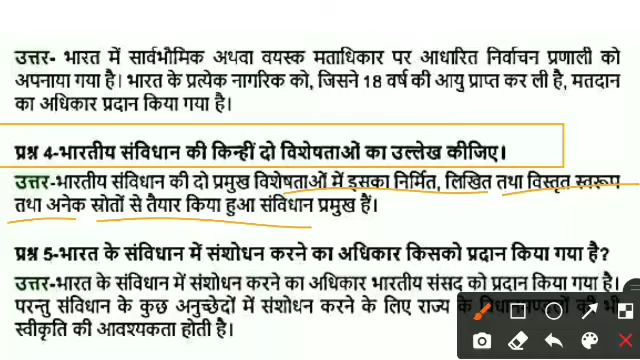 उत्तर- भारत में सार्वभौमिक अथवा वयस्क मताधिकार पर आधारित निर्वाचन प्रणाली को
अपनाया गया है। भारत के प्रत्येक नागरिक को, जिसने 18 वर्ष की आयु प्राप्त कर ली है, मतदान
का अधिकार प्रदान किया गया है।
प्रश्न 4-भारतीय संविधान की किन्हीं दो विशेषताओं का उल्लेख कीजिए।
उत्तर-भारतीय संविधान की दो प्रमुख विशेषताओं में इसका निर्मित, लिखित तथा विस्तृत स्वरूप
तथा अनेक स्रोतों से तैयार किया हुआ संविधान प्रमुख हैं।
प्रश्न 5-भारत के संविधान में संशोधन करने का अधिकार किसको प्रदान किया गया है?
उत्तर-भारत के संविधान में संशोधन करने का अधिकार भारतीय संसद को प्रदान किया गया है।
परन्तु संविधान के कुछ अनुच्छेदों में संशोधन करने के लिए राज्य के की भी
स्वीकृति की आवश्यकता होती है।